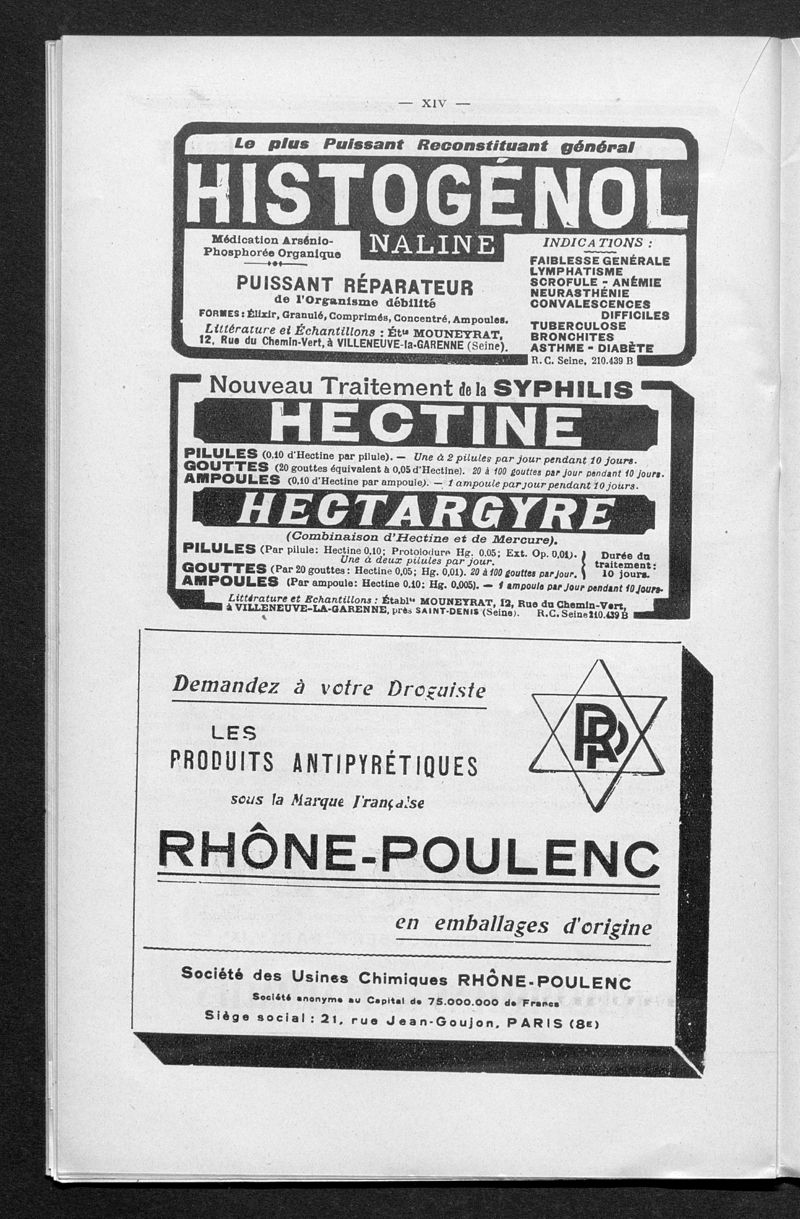 — XIV —
Le plus Puissant Reconstituant général
HISTOGÉNOL
NALINE
Médication Arsénio-
Phosphorée Organique
PUISSANT RÉPARATEUR
de l'Organisme débilité
FORMES: Élixir, Granulé, Comprimés, Concentré, Ampoules.
Littérature et Échantillons : Éts MOUNEYRAT,
12, Rue du Chemin-Vert, à VILLENEUVE-la-GARENNE (Seine).
INDICATIONS :
FAIBLESSE GÉNÉRALE
LYMPHATISME
SCROFULE - ANÉMIE
NEURASTHÉNIE
CONVALESCENCES
DIFFICILES
TUBERCULOSE
BRONCHITES
ASTHME - DIABÈTE
R. C. Seine, 210.439 B
Nouveau Traitement de la SYPHILIS
HECTINE
PILULES (0,10 d'Hectine par pilule). — Une à 2 pilules par jour pendant 10 jours.
GOUTTES (20 gouttes équivalent à 0,05 d'Hectine). 20 à 100 gouttes par jour pendant 10 jours.
AMPOULES (0,10 d'Hectine par ampoule). — 1 ampoule par jour pendant 10 jours.
HECTARGYRE
(Combinaison d'Hectine et de Mercure).
PILULES (Par pilule: Hectine 0,10; Protoiodure Hg. 0,05; Ext. Op. 0,01).
Une à deux pilules par jour.
GOUTTES (Par 20 gouttes: Hectine 0,05; Hg. 0,01). 20 à 100 gouttes par jour.
Durée du
traitement:
10 jours.
AMPOULES (Par ampoule: Hectine 0,10; Hg. 0,005). — 1 ampoule par jour pendant 10 jours.
Littérature et Echantillons : Établts MOUNEYRAT, 12, Rue du Chemin-Vert,
à VILLENEUVE-LA-GARENNE, près SAINT-DENIS (Seine). R.C. Seine 210.439 B
Demandez à votre Droguiste
LES
PRODUITS ANTIPYRÉTIQUES
sous la Marque Française
RHÔNE-POULENC
en emballages d'origine
Société des Usines Chimiques RHÔNE-POULENC
Société anonyme au Capital de 75.000.000 de Francs
Siège social : 21, rue Jean-Goujon, PARIS (8E)